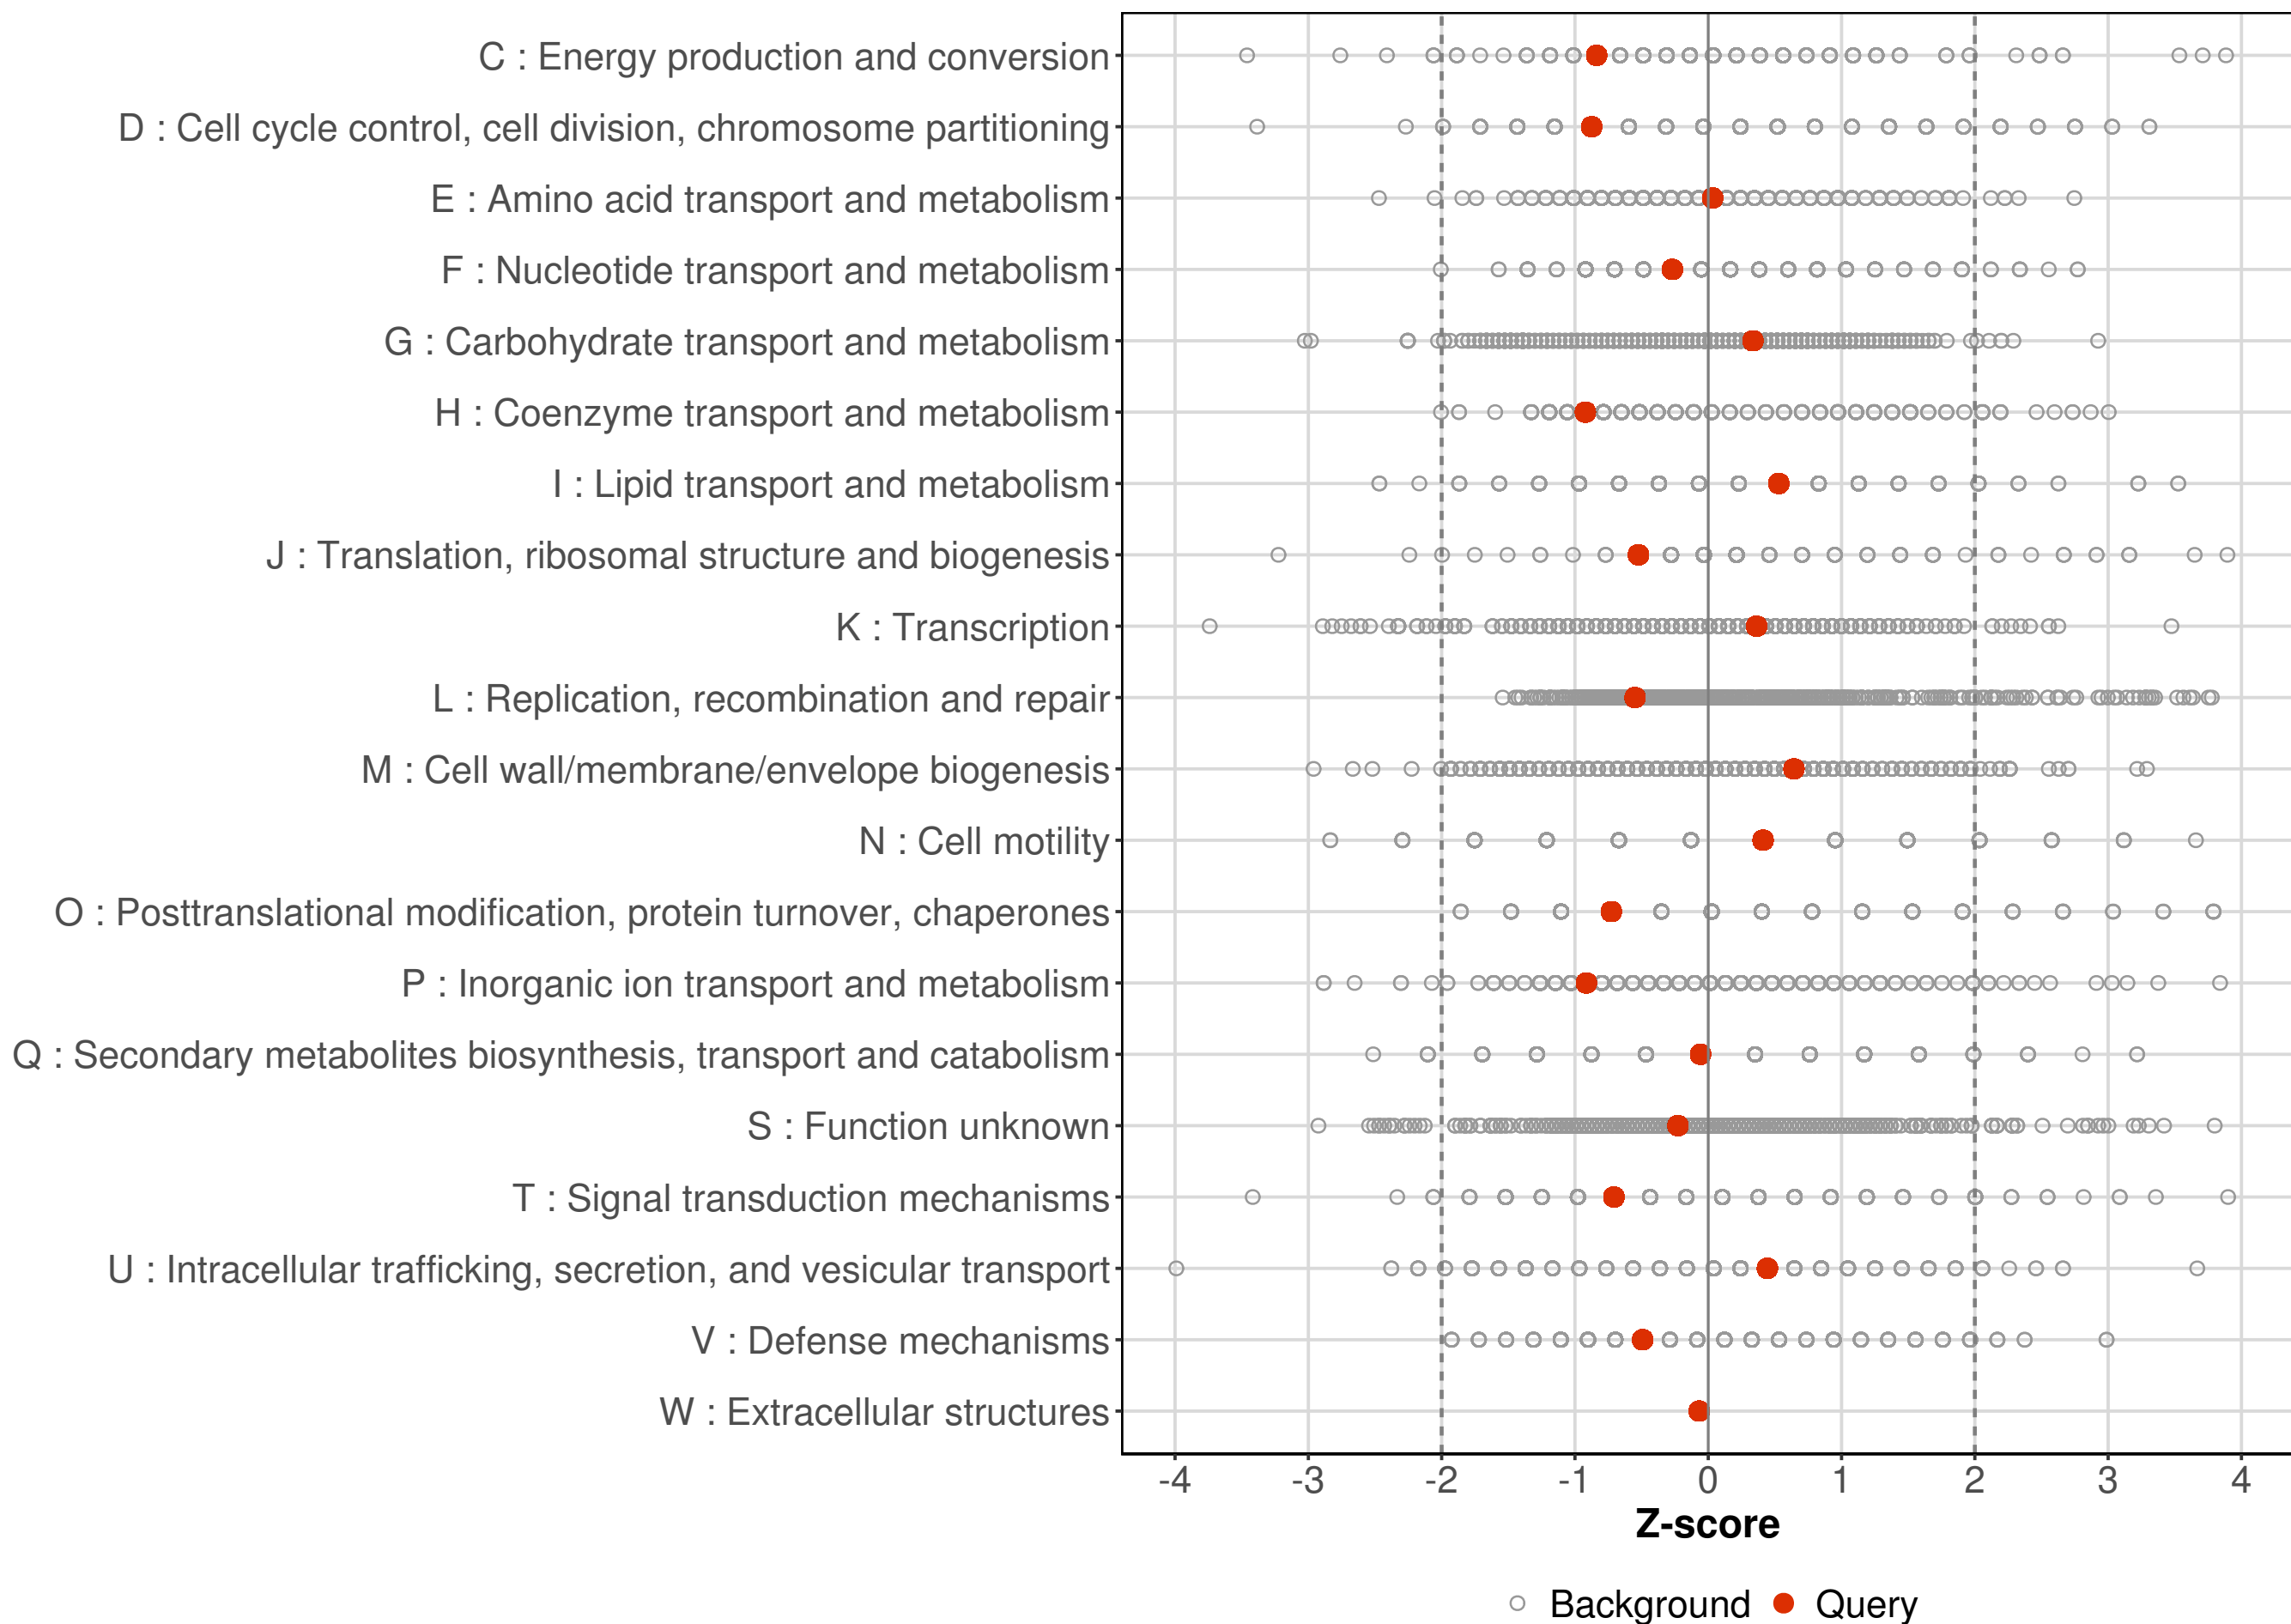 C : Energy production and conversion
D : Cell cycle control, cell division, chromosome partitioning
E : Amino acid transport and metabolism
F : Nucleotide transport and metabolism
G : Carbohydrate transport and metabolism
H : Coenzyme transport and metabolism
I : Lipid transport and metabolism
J : Translation, ribosomal structure and biogenesis
K : Transcription
L : Replication, recombination and repair
M : Cell wall/membrane/envelope biogenesis
N : Cell motility
O : Posttranslational modification, protein turnover, chaperones
P : Inorganic ion transport and metabolism
Q : Secondary metabolites biosynthesis, transport and catabolism
S : Function unknown
T : Signal transduction mechanisms
U : Intracellular trafficking, secretion, and vesicular transport
V : Defense mechanisms
W : Extracellular structures
-4 -3 -2 -1 0 1 2 3 4
Z-score
Background Query